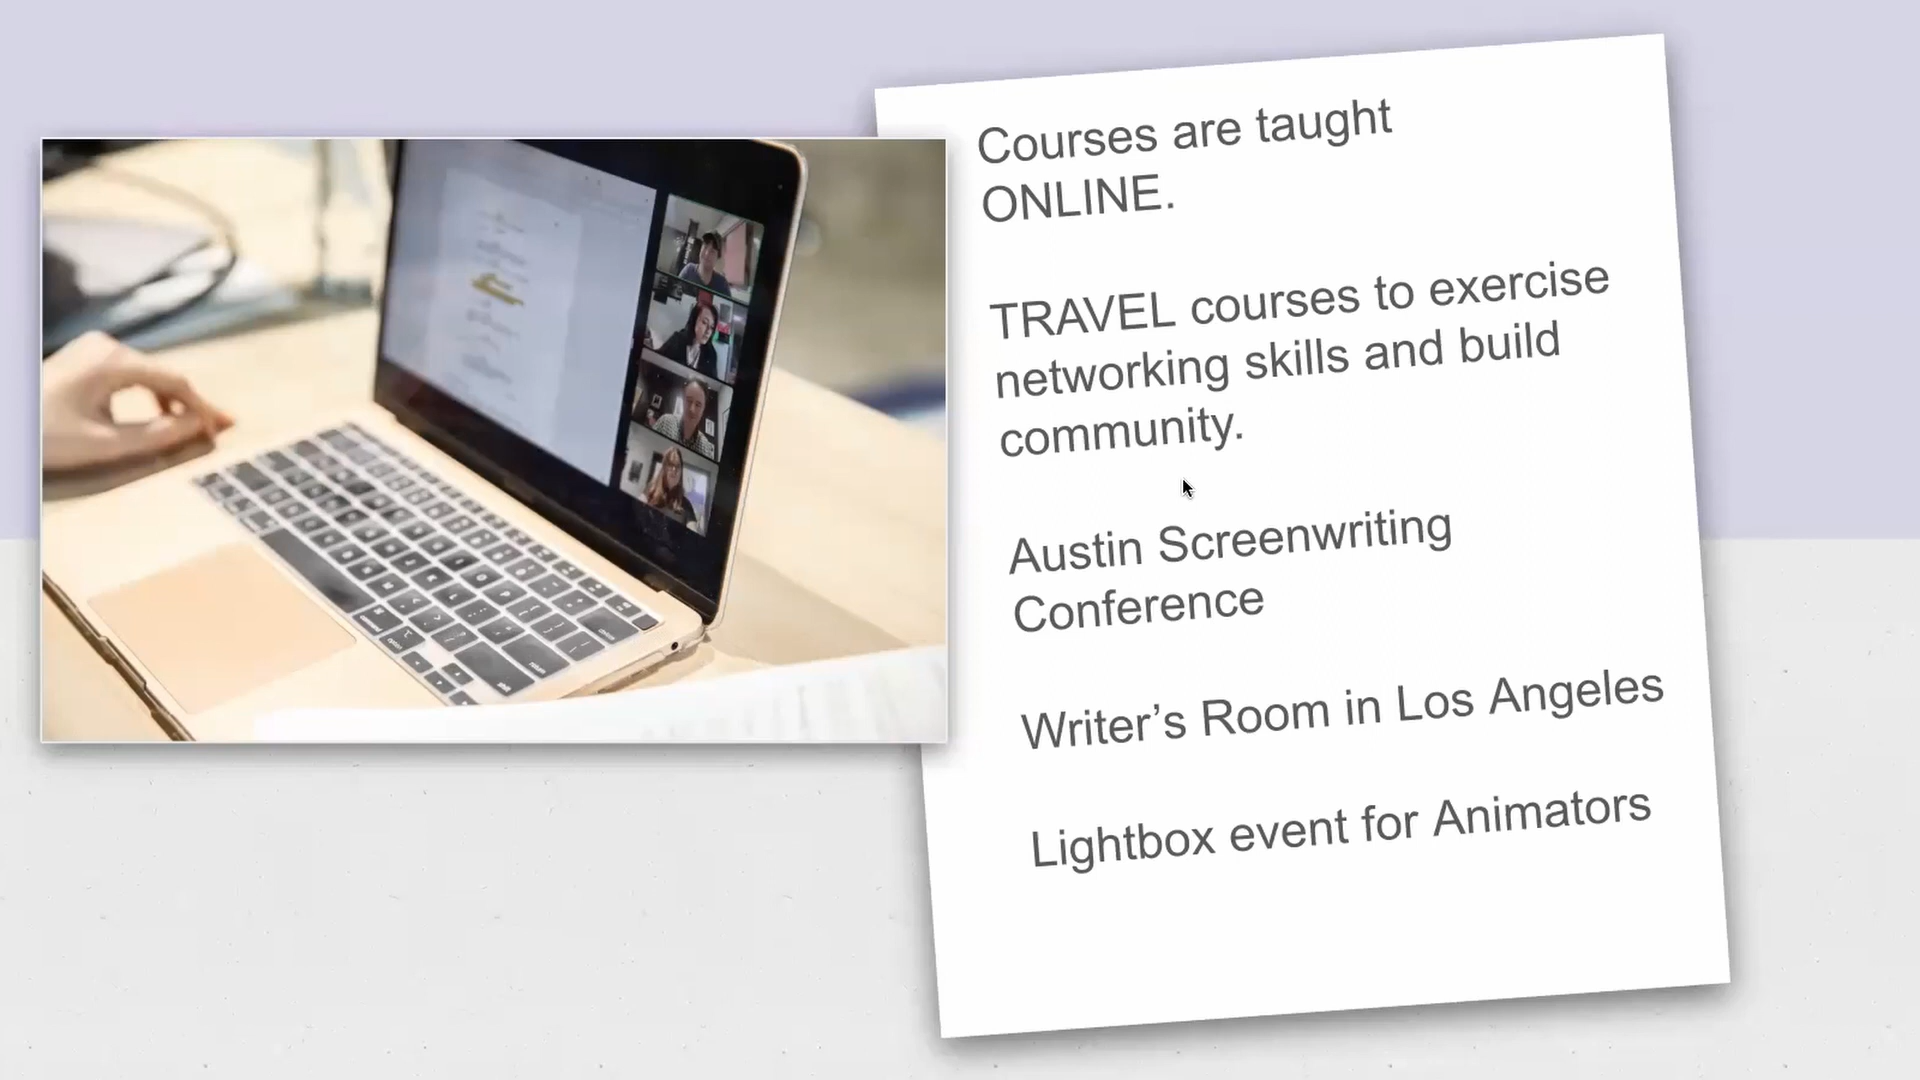 Courses are taught
ONLINE.
TRAVEL courses to exercise
networking skills and build
community.
Austin Screenwriting
Conference
Writer’s Room in Los Angeles
Lightbox event for Animators